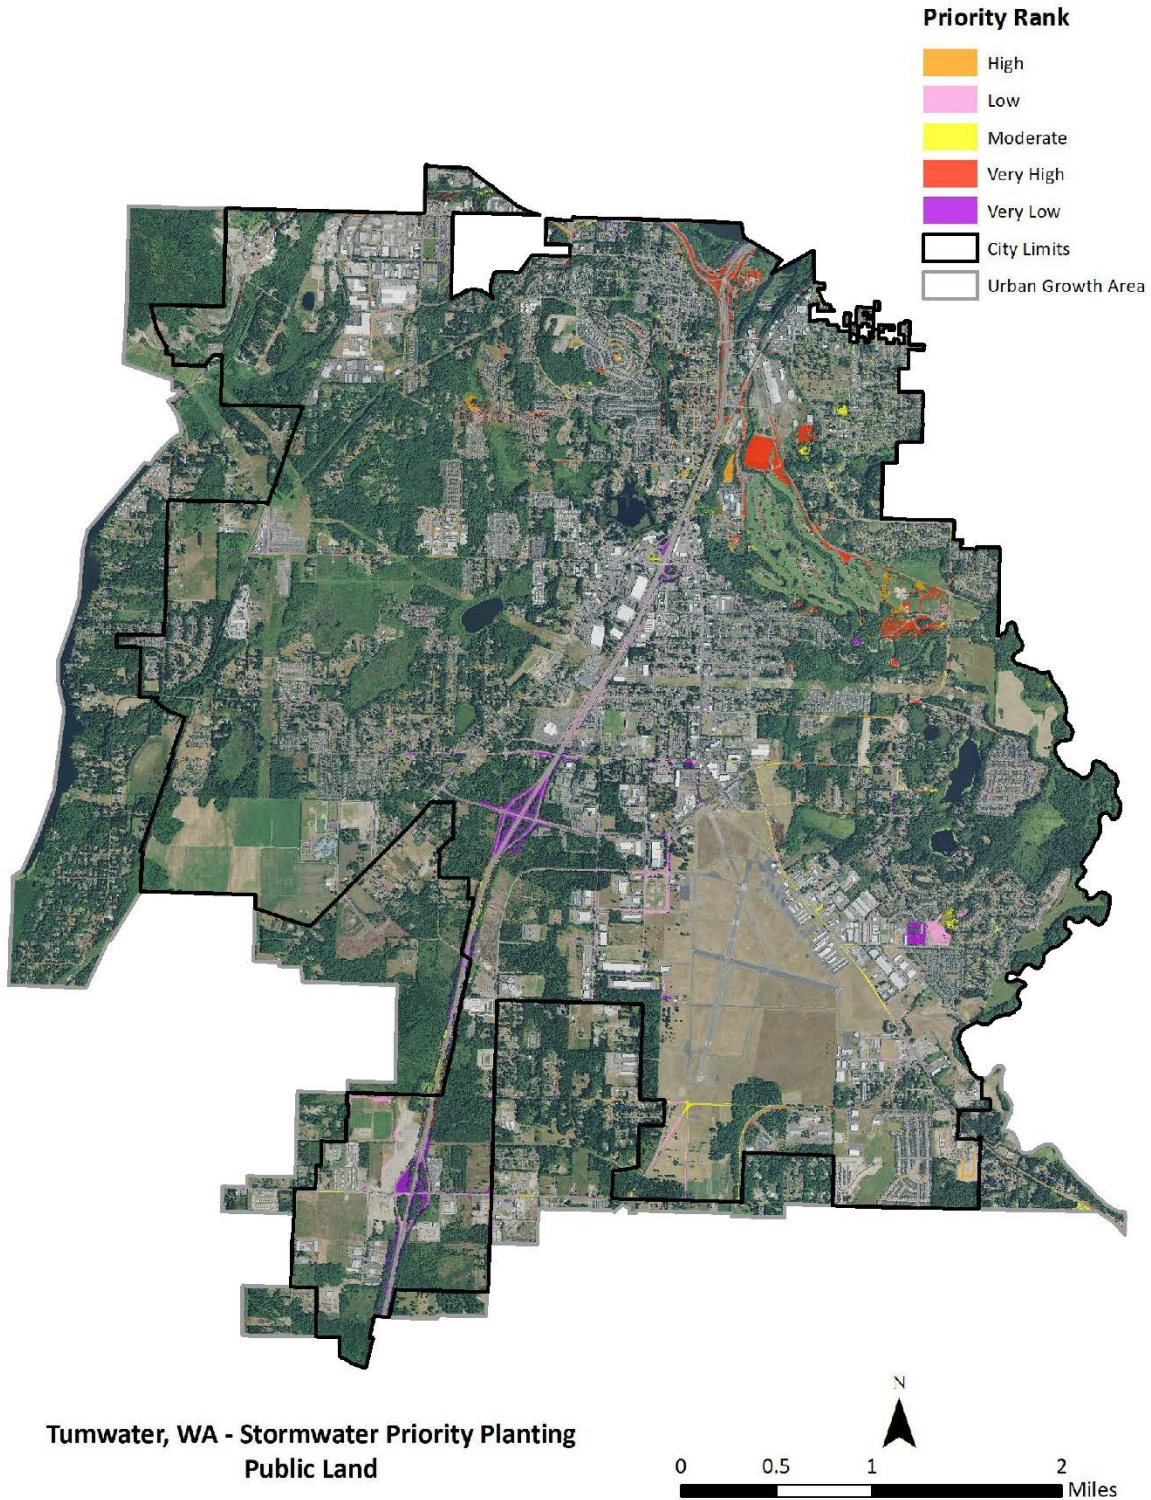 Priority Rank
High
Low
Moderate
Very High
Very Low
City Limits
Urban Growth Area
Tumwater, WA - Stormwater Priority Planting
Public Land
N
0 0.5 1 2
Miles